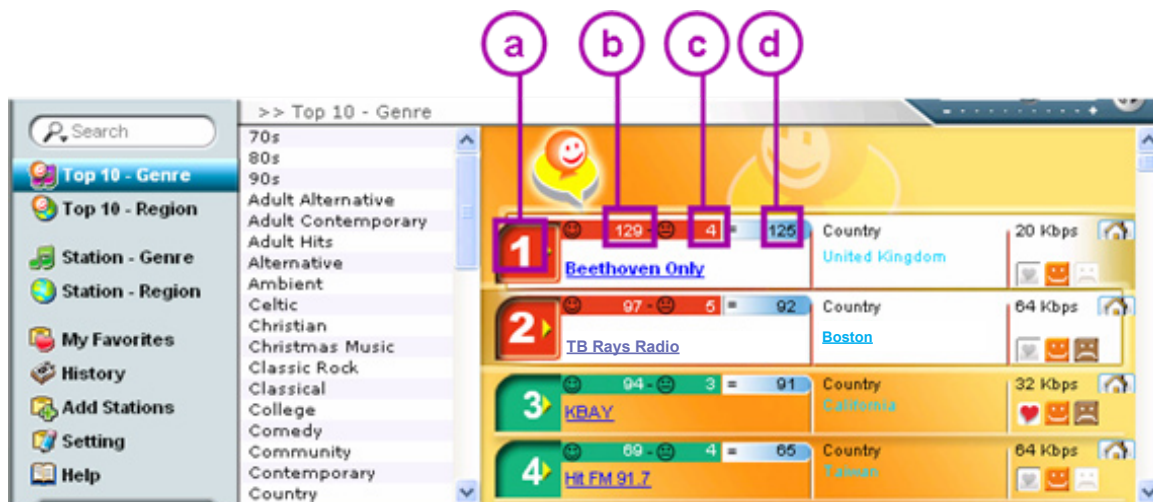 a b c d
Search
Top 10 - Genre
Top 10 - Region
Station - Genre
Station - Region
My Favorites
History
Add Stations
Setting
Help
>> Top 10 - Genre
70s
80s
90s
Adult Alternative
Adult Contemporary
Adult Hits
Alternative
Ambient
Celtic
Christian
Christmas Music
Classic Rock
Classical
College
Comedy
Community
Contemporary
Country
1 129 - 4 = 125 Country 20 Kbps
Beethoven Only United Kingdom
2 97 - 5 = 92 Country 64 Kbps
TB Rays Radio Boston
3 94 - 3 = 91 Country 32 Kbps
KBAY California
4 69 - 4 = 65 Country 64 Kbps
Hit FM 91.7 Taiwan